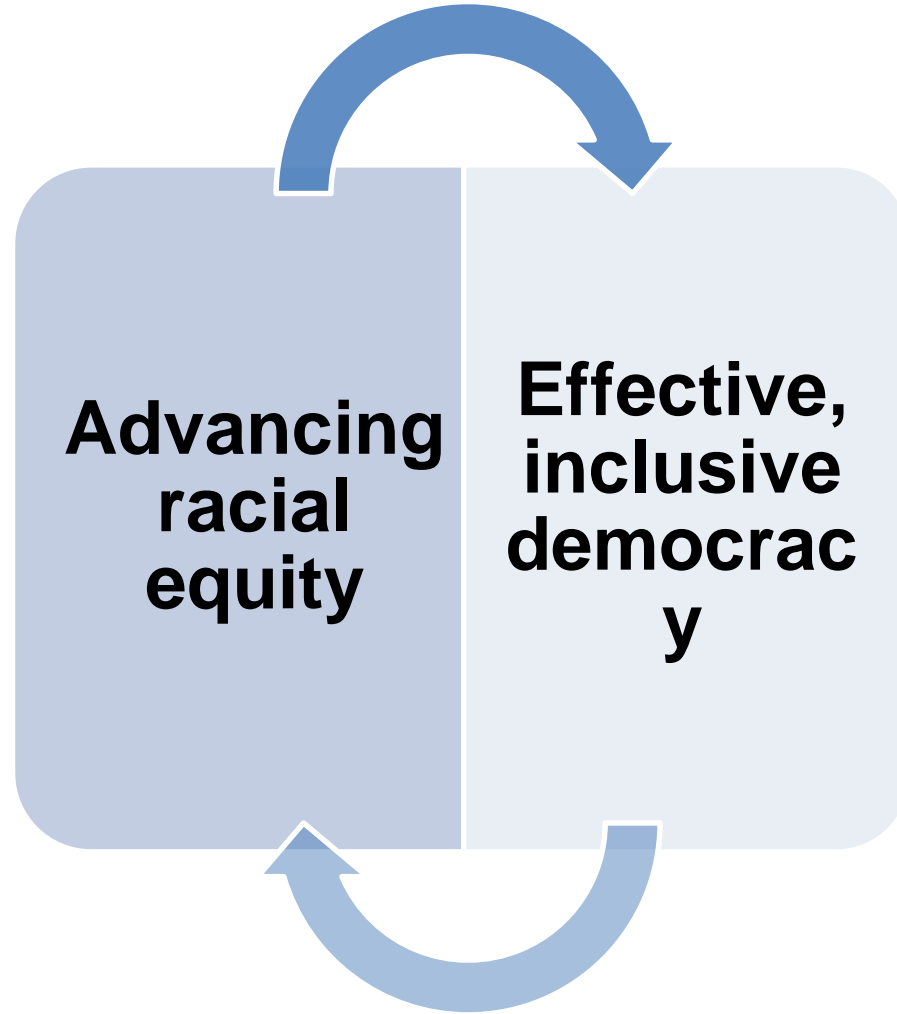 Advancing
racial
equity
Effective,
inclusive
democrac
y